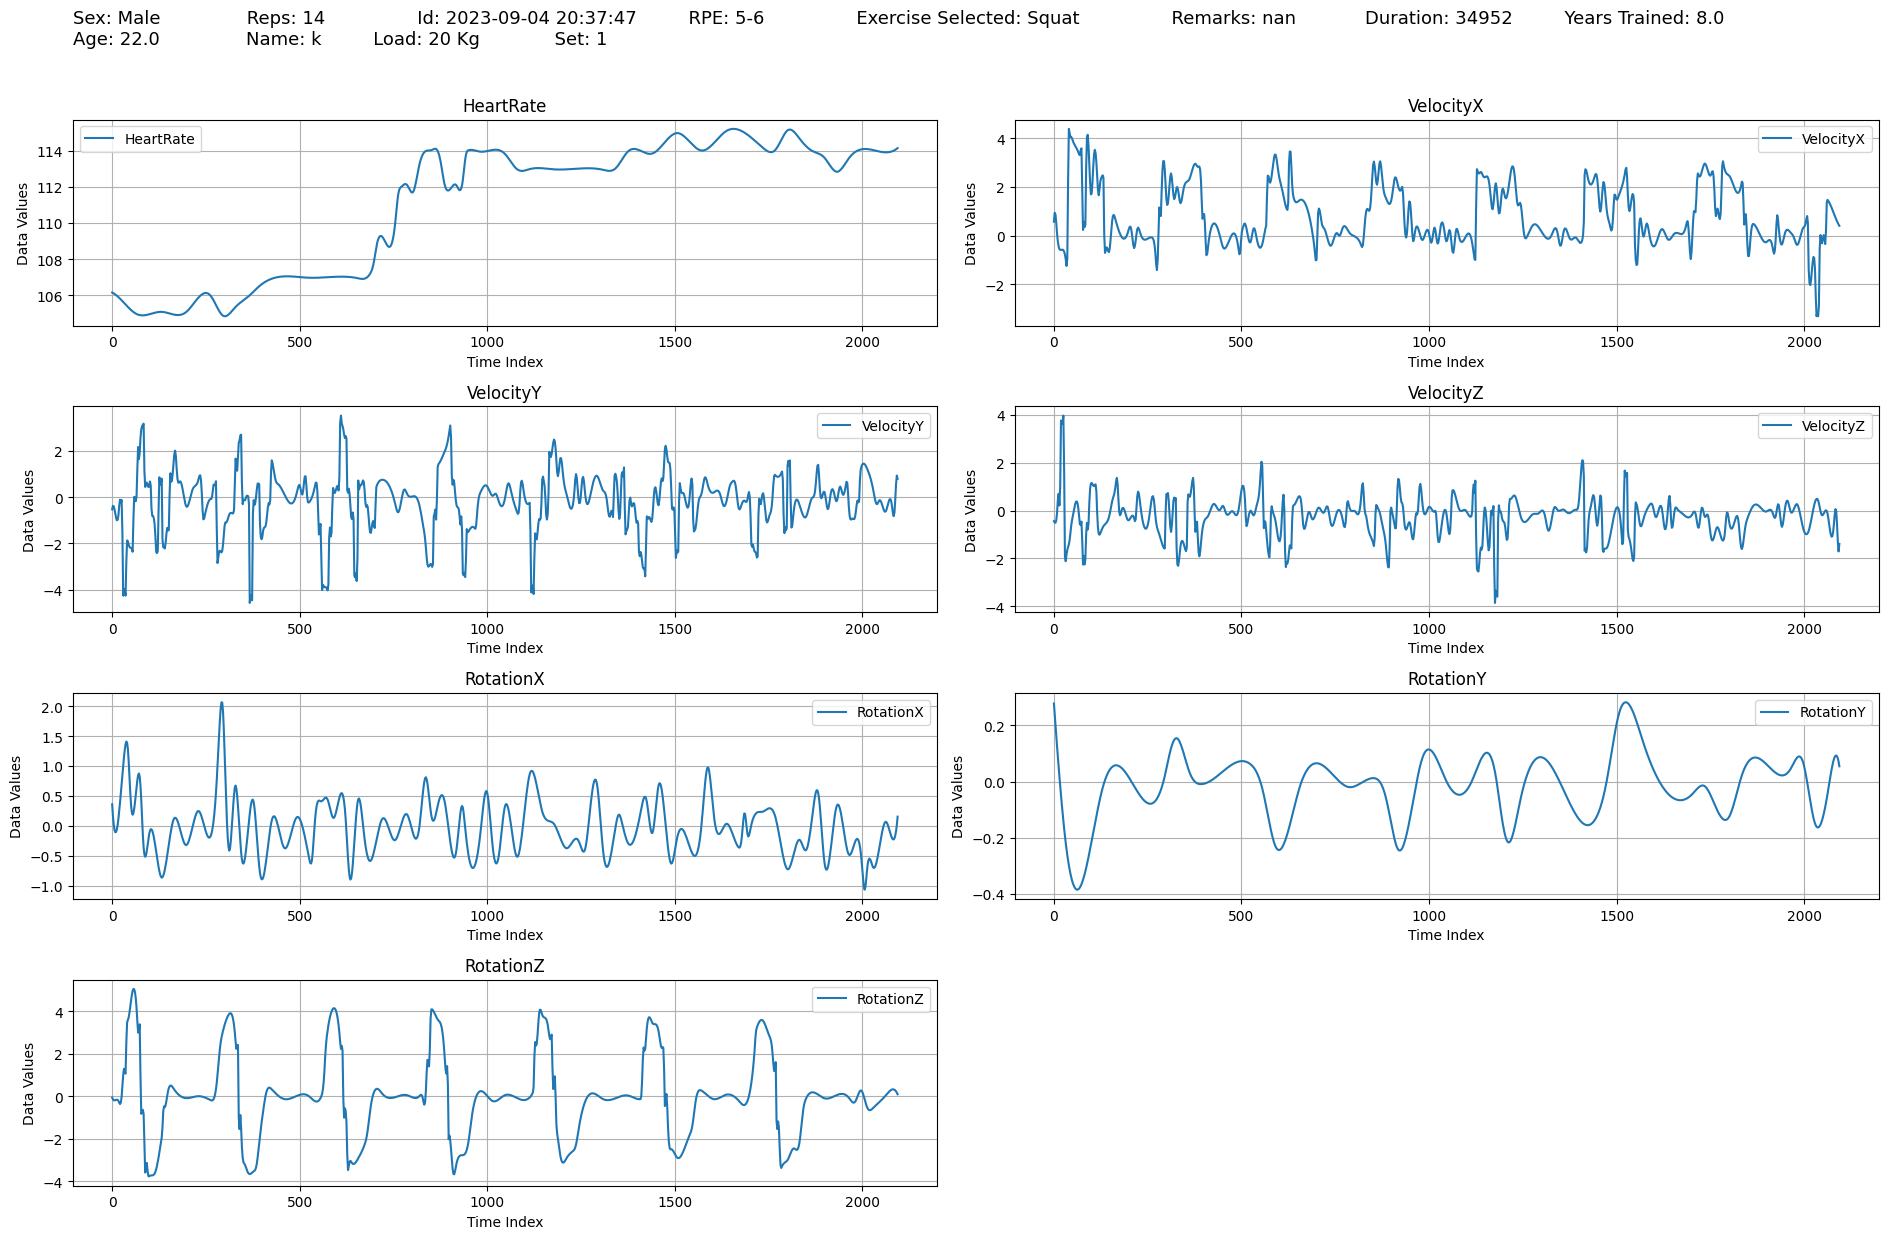 Sex: Male Reps: 14 Id: 2023-09-04 20:37:47 RPE: 5-6 Exercise Selected: Squat Remarks: nan Duration: 34952 Years Trained: 8.0
Age: 22.0 Name: k Load: 20 Kg Set: 1
HeartRate
HeartRate
Data Values
114
112
110
108
106
0 500 1000 1500 2000
Time Index
VelocityX
VelocityX
Data Values
4
2
0
−2
0 500 1000 1500 2000
Time Index
VelocityY
VelocityY
Data Values
2
0
−2
−4
0 500 1000 1500 2000
Time Index
VelocityZ
VelocityZ
Data Values
4
2
0
−2
−4
0 500 1000 1500 2000
Time Index
RotationX
RotationX
Data Values
2.0
1.5
1.0
0.5
0.0
−0.5
−1.0
0 500 1000 1500 2000
Time Index
RotationY
RotationY
Data Values
0.2
0.0
−0.2
−0.4
0 500 1000 1500 2000
Time Index
RotationZ
RotationZ
Data Values
4
2
0
−2
−4
0 500 1000 1500 2000
Time Index